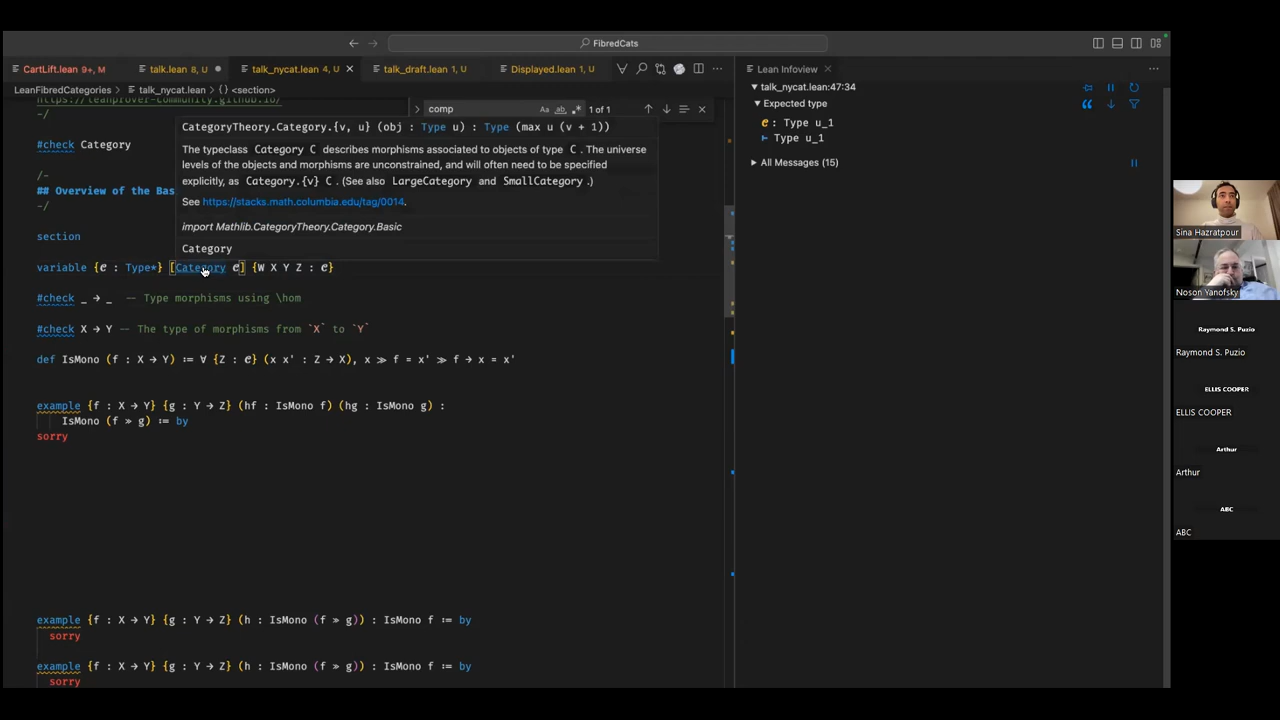 FibredCats
CartLift.lean 9+, M
talk.lean 8, U
talk_nycat.lean 4, U
talk_draft.lean 1, U
Displayed.lean 1, U
Lean Infoview
LeanFibredCategories > talk_nycat.lean > {} <section>
https://leanprover-community.github.io/
-/
comp
1 of 1
#check Category
CategoryTheory.Category.{v, u} (obj : Type u) : Type (max u (v + 1))
The typeclass Category C describes morphisms associated to objects of type C. The universe
levels of the objects and morphisms are unconstrained, and will often need to be specified
explicitly, as Category.{v} C. (See also LargeCategory and SmallCategory.)
See https://stacks.math.columbia.edu/tag/0014.
import Mathlib.CategoryTheory.Category.Basic
Category
/-
## Overview of the Bas
-/
section
variable {𝒞 : Type*} [Category 𝒞] {W X Y Z : 𝒞}
#check _ ⟶ _ -- Type morphisms using \hom
#check X ⟶ Y -- The type of morphisms from `X` to `Y`
def IsMono (f : X ⟶ Y) := ∀ {Z : 𝒞} (x x' : Z ⟶ X), x ≫ f = x' ≫ f → x = x'
example {f : X ⟶ Y} {g : Y ⟶ Z} (hf : IsMono f) (hg : IsMono g) :
IsMono (f ≫ g) := by
sorry
example {f : X ⟶ Y} {g : Y ⟶ Z} (h : IsMono (f ≫ g)) : IsMono f := by
sorry
example {f : X ⟶ Y} {g : Y ⟶ Z} (h : IsMono (f ≫ g)) : IsMono f := by
sorry
talk_nycat.lean:47:34
Expected type
𝒞 : Type u_1
⊢ Type u_1
All Messages (15)
Sina Hazratpour
Noson Yanofsky
Raymond S. Puzio
Raymond S. Puzio
ELLIS COOPER
ELLIS COOPER
Arthur
Arthur
ABC
ABC